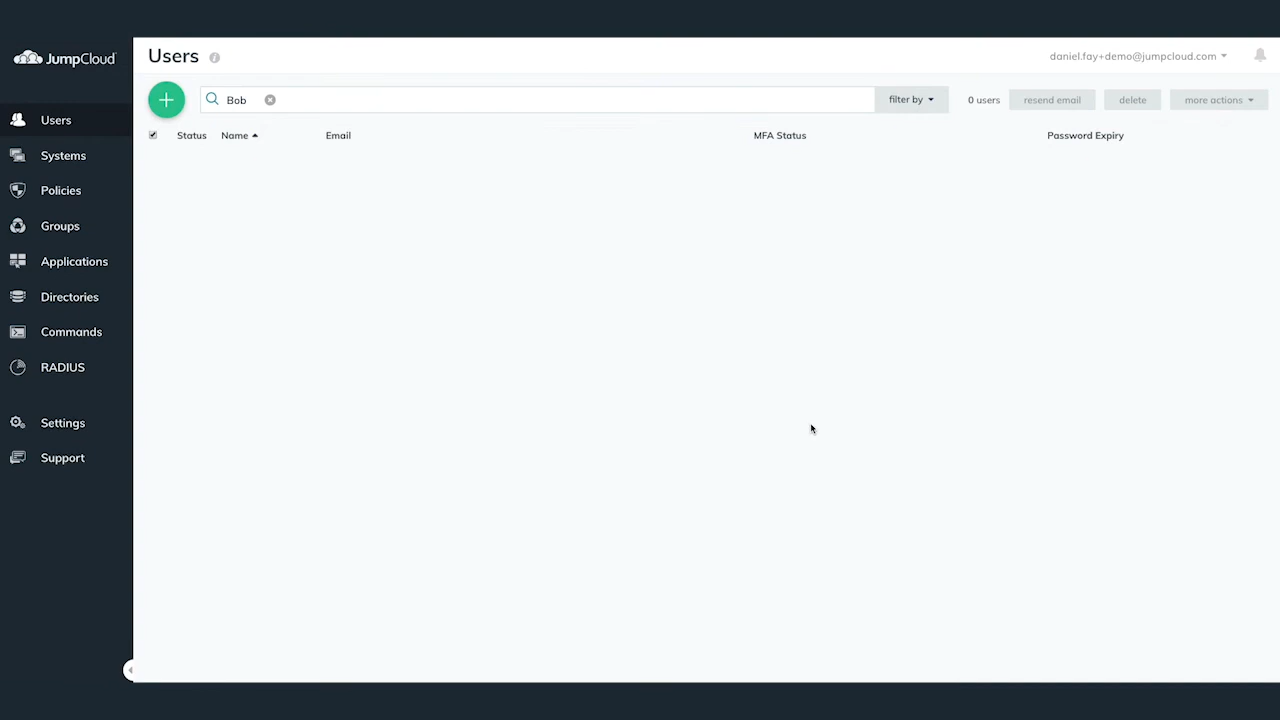 JumpCloud
Users
daniel.fay+demo@jumpcloud.com
Bob
filter by
0 users
resend email
delete
more actions
Status
Name
Email
MFA Status
Password Expiry
Users
Systems
Policies
Groups
Applications
Directories
Commands
RADIUS
Settings
Support